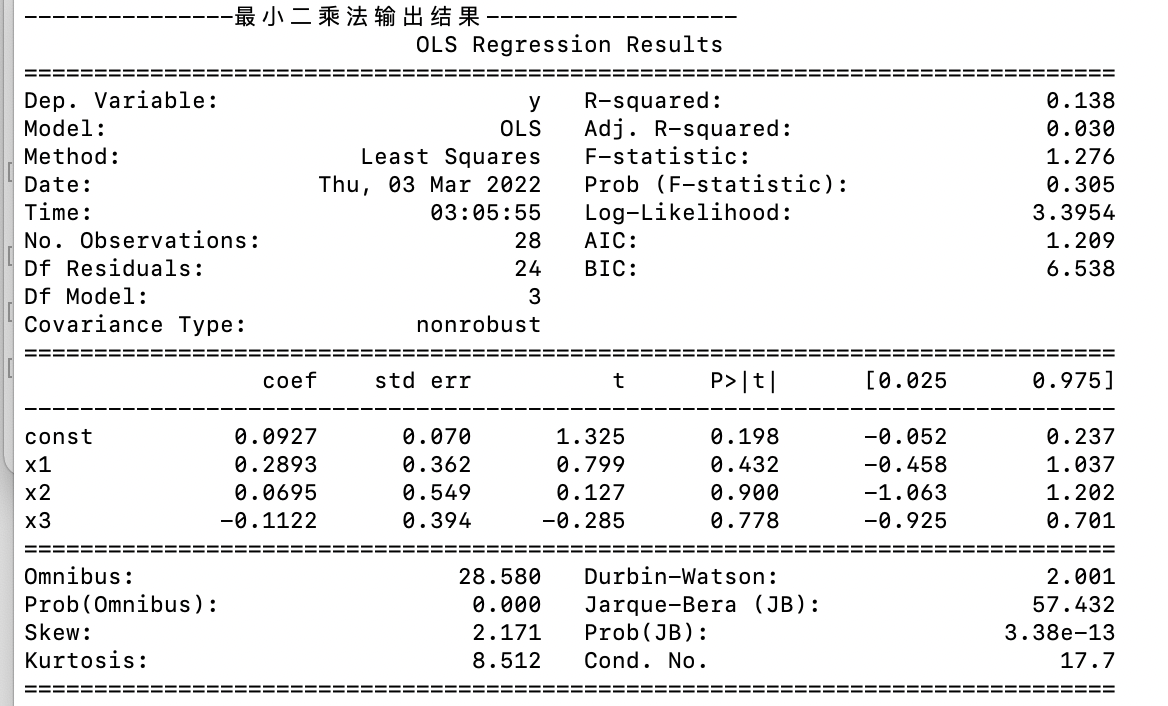 ---------------最小二乘法输出结果------------------
OLS Regression Results
==============================================================================
Dep. Variable: y R-squared: 0.138
Model: OLS Adj. R-squared: 0.030
Method: Least Squares F-statistic: 1.276
Date: Thu, 03 Mar 2022 Prob (F-statistic): 0.305
Time: 03:05:55 Log-Likelihood: 3.3954
No. Observations: 28 AIC: 1.209
Df Residuals: 24 BIC: 6.538
Df Model: 3
Covariance Type: nonrobust
==============================================================================
coef std err t P>|t| [0.025 0.975]
------------------------------------------------------------------------------
const 0.0927 0.070 1.325 0.198 -0.052 0.237
x1 0.2893 0.362 0.799 0.432 -0.458 1.037
x2 0.0695 0.549 0.127 0.900 -1.063 1.202
x3 -0.1122 0.394 -0.285 0.778 -0.925 0.701
==============================================================================
Omnibus: 28.580 Durbin-Watson: 2.001
Prob(Omnibus): 0.000 Jarque-Bera (JB): 57.432
Skew: 2.171 Prob(JB): 3.38e-13
Kurtosis: 8.512 Cond. No. 17.7
==============================================================================